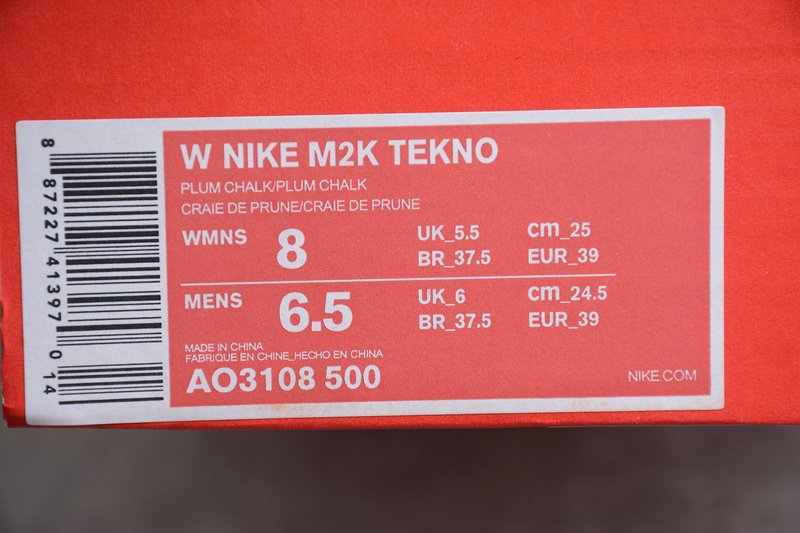 W NIKE M2K TEKNO
PLUM CHALK/PLUM CHALK
CRAIE DE PRUNE/CRAIE DE PRUNE
WMNS 8 UK_5.5 cm_25
BR_37.5 EUR_39
MENS 6.5 UK_6 cm_24.5
BR_37.5 EUR_39
MADE IN CHINA
FABRIQUE EN CHINE_HECHO EN CHINA
AO3108 500
NIKE.COM
8 87227 41397 0 14